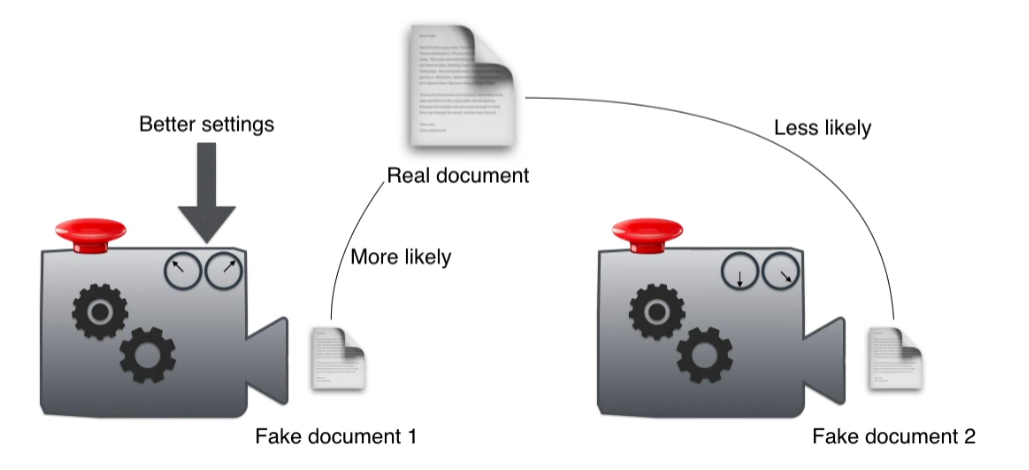 Better settings
Real document
Less likely
More likely
Fake document 1
Fake document 2